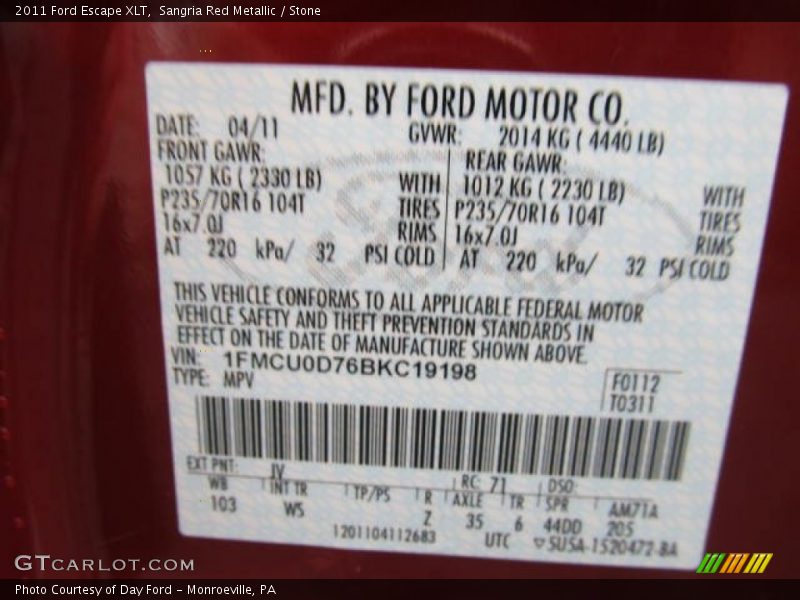 2011 Ford Escape XLT, Sangria Red Metallic / Stone
MFD. BY FORD MOTOR CO.
DATE: 04/11 GVWR: 2014 KG ( 4440 LB)
FRONT GAWR: REAR GAWR:
1057 KG ( 2330 LB) WITH 1012 KG ( 2230 LB) WITH
P235/70R16 104T TIRES P235/70R16 104T TIRES
16x7.0J RIMS 16x7.0J RIMS
AT 220 kPa/ 32 PSI COLD AT 220 kPa/ 32 PSI COLD
THIS VEHICLE CONFORMS TO ALL APPLICABLE FEDERAL MOTOR
VEHICLE SAFETY AND THEFT PREVENTION STANDARDS IN
EFFECT ON THE DATE OF MANUFACTURE SHOWN ABOVE.
VIN: 1FMCU0D76BKC19198
TYPE: MPV
F0112
T0311
EXT PNT: JV RC: 71 DSO:
WB INT TR TP/PS R AXLE TR SPR AM71A
103 WS Z 35 6 44DD 205
1201104112683 UTC ▽5U5A-1520472-BA
GTCARLOT.COM
Photo Courtesy of Day Ford – Monroeville, PA